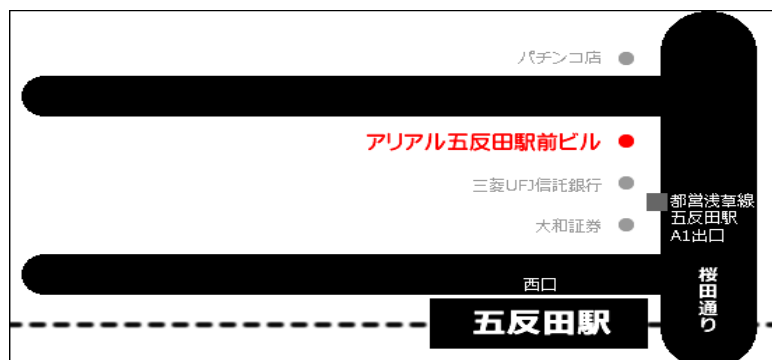 パチンコ店
アリアル五反田駅前ビル
三菱UFJ信託銀行
大和証券
都営浅草線
五反田駅
A1出口
桜田通り
西口
五反田駅